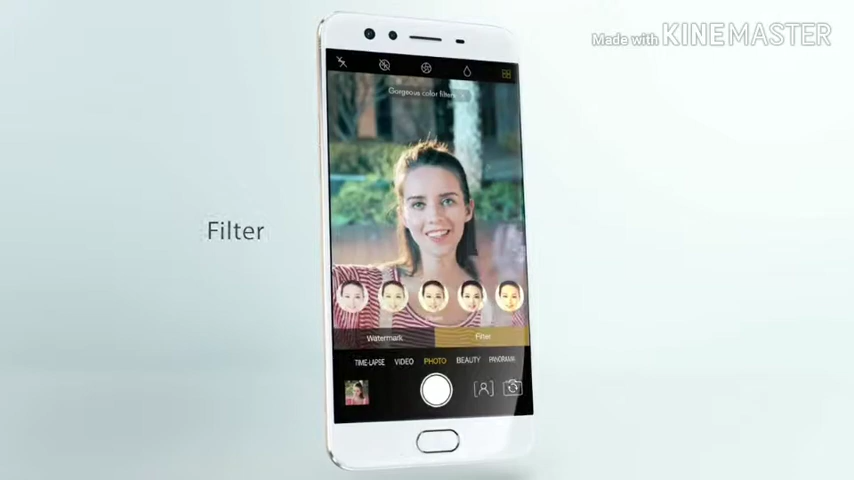 Made with KINEMASTER
Gorgeous color filters
Filter
Watermark Filter
TIME-LAPSE VIDEO PHOTO BEAUTY PANORAMA